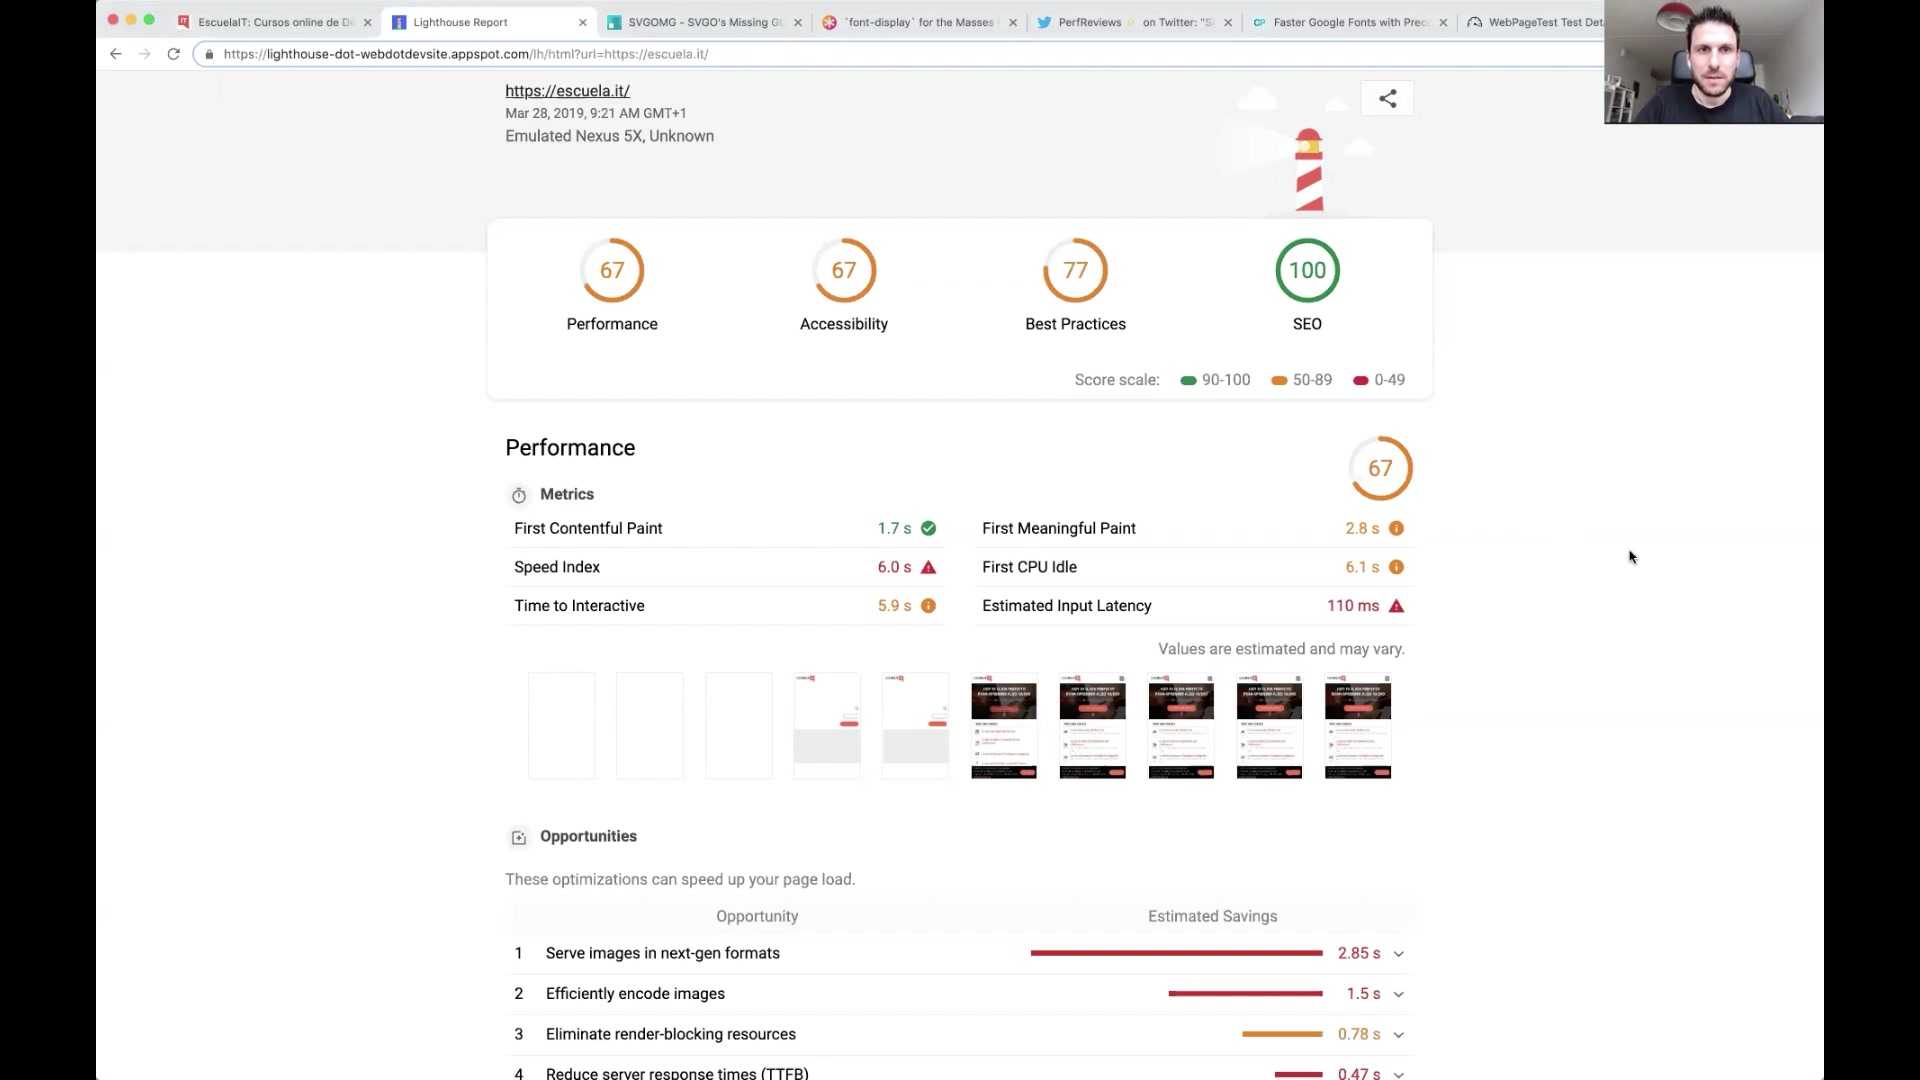 EscuelaIT: Cursos online de De
Lighthouse Report
SVGOMG - SVGO's Missing GU
`font-display` for the Masses
PerfReviews⚡ on Twitter: "Si
Faster Google Fonts with Preco
WebPageTest Test Deta
https://lighthouse-dot-webdotdevsite.appspot.com/lh/html?url=https://escuela.it/
https://escuela.it/
Mar 28, 2019, 9:21 AM GMT+1
Emulated Nexus 5X, Unknown
67
67
77
100
Performance
Accessibility
Best Practices
SEO
Score scale: 90-100 50-89 0-49
Performance
67
Metrics
First Contentful Paint 1.7 s
First Meaningful Paint 2.8 s
Speed Index 6.0 s
First CPU Idle 6.1 s
Time to Interactive 5.9 s
Estimated Input Latency 110 ms
Values are estimated and may vary.
Opportunities
These optimizations can speed up your page load.
Opportunity Estimated Savings
1 Serve images in next-gen formats 2.85 s
2 Efficiently encode images 1.5 s
3 Eliminate render-blocking resources 0.78 s
4 Reduce server response times (TTFB) 0.47 s